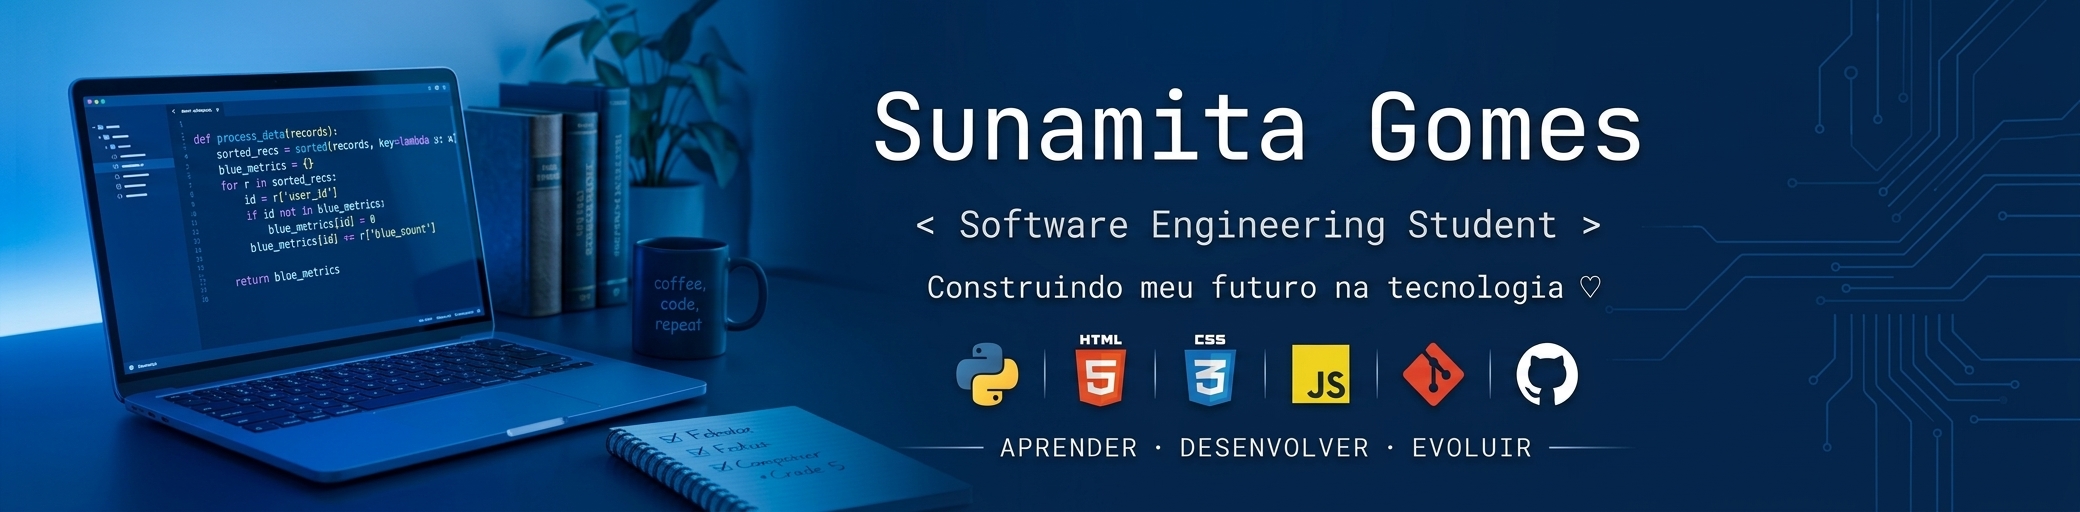 def process_deta(records):
sorted_recs = sorted(records, key=lambda
blue_metrics = {}
for r in sorted_recs:
id = r['user_id']
if id not in blue_metrics:
blue_metrics[id] = 0
blue_metrics[id] += r['blue_count']
return bloe_metrics
coffee,
code,
repeat
Sunamita Gomes
< Software Engineering Student >
Construindo meu futuro na tecnologia ♡
HTML
5
CSS
3
JS
APRENDER · DESENVOLVER · EVOLUIR